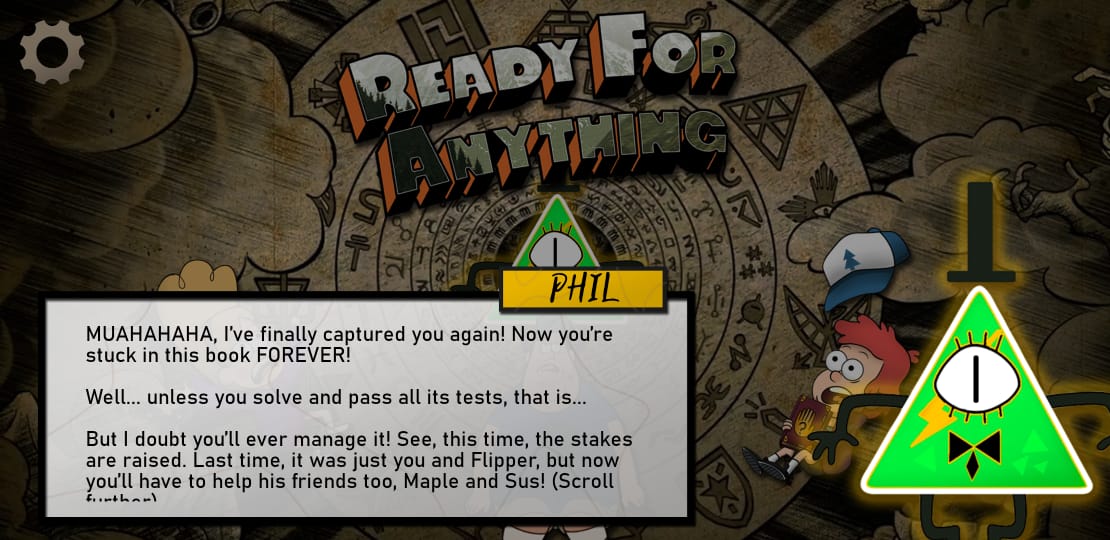 READY FOR
ANYTHING
PHIL
MUAHAHAHA, I've finally captured you again! Now you're
stuck in this book FOREVER!
Well... unless you solve and pass all its tests, that is...
But I doubt you'll ever manage it! See, this time, the stakes
are raised. Last time, it was just you and Flipper, but now
you'll have to help his friends too, Maple and Sus! (Scroll
further)